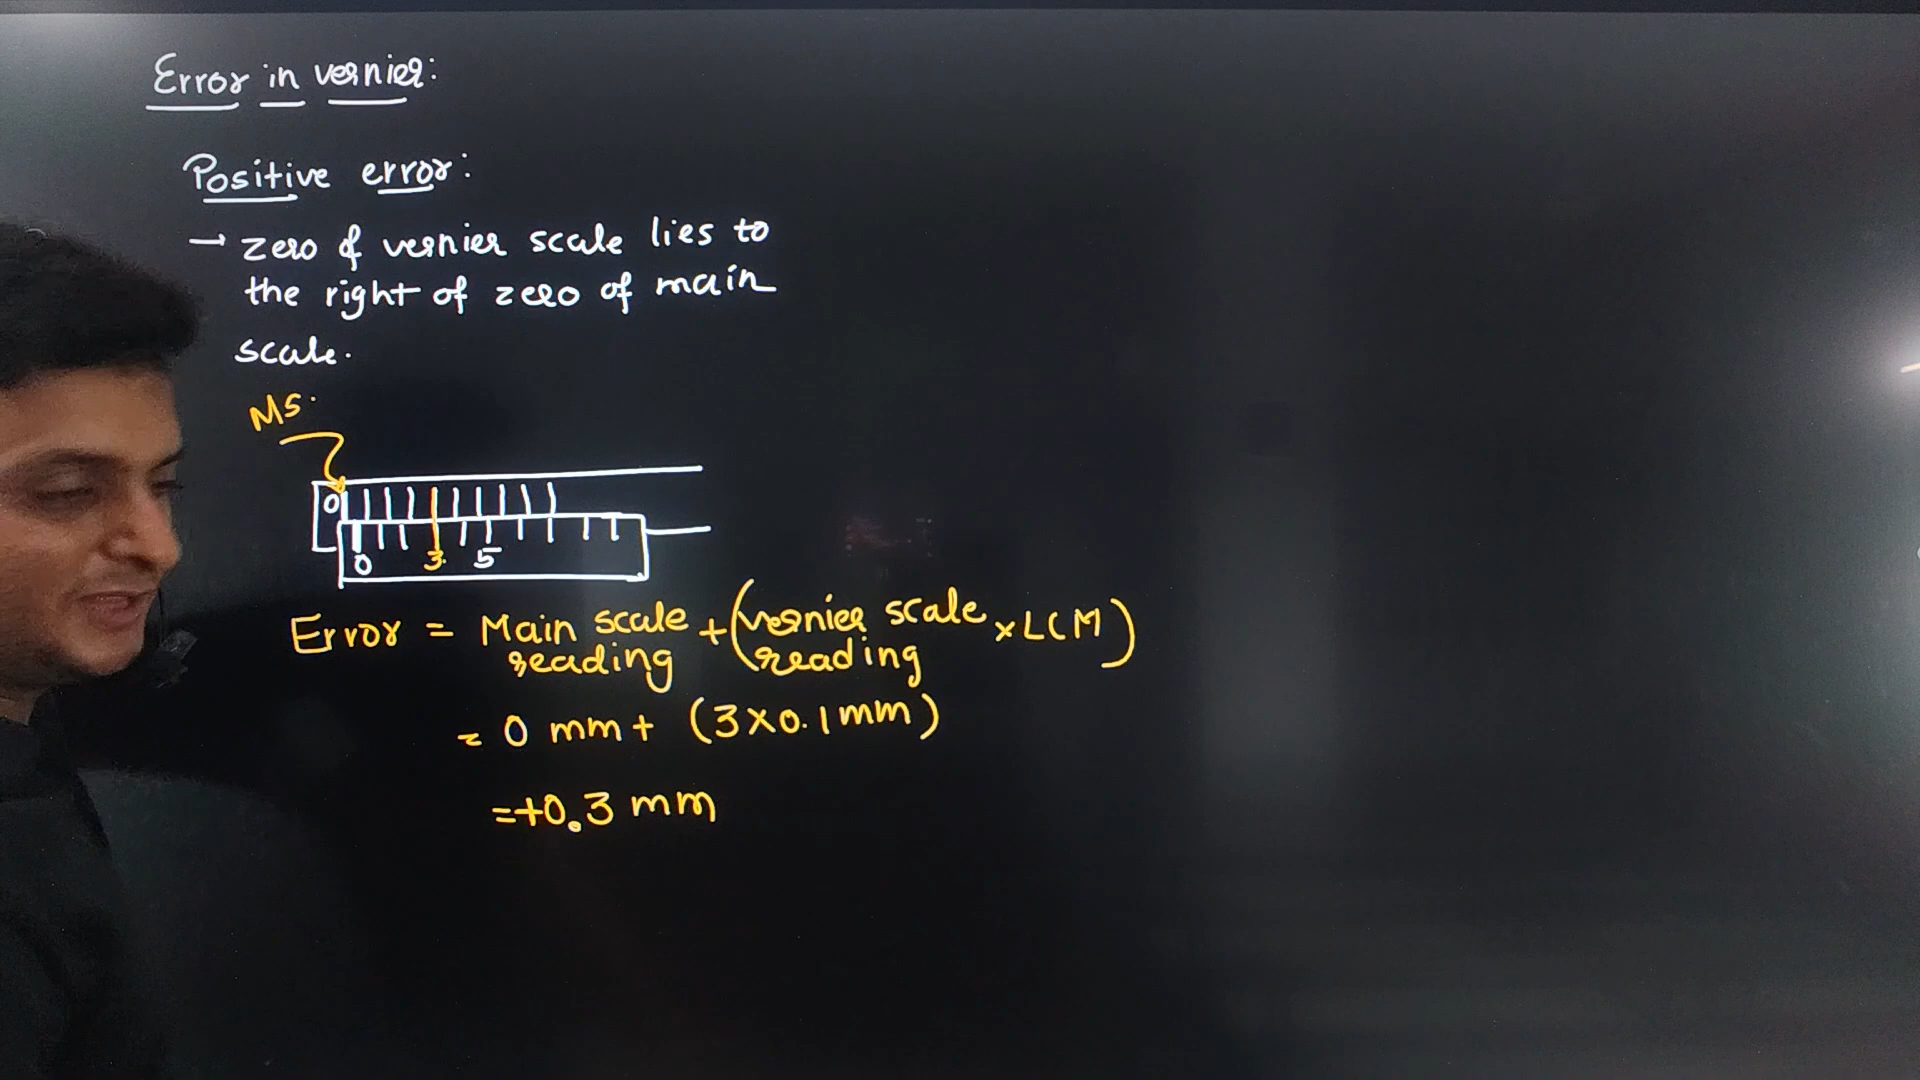 Error in vernier:
Positive error:
→ zero of vernier scale lies to
the right of zero of main
scale.
MS.
0
0 3 5
Error = Main scale reading + (vernier scale reading × LCM)
= 0 mm + (3×0.1mm)
=+0.3 mm